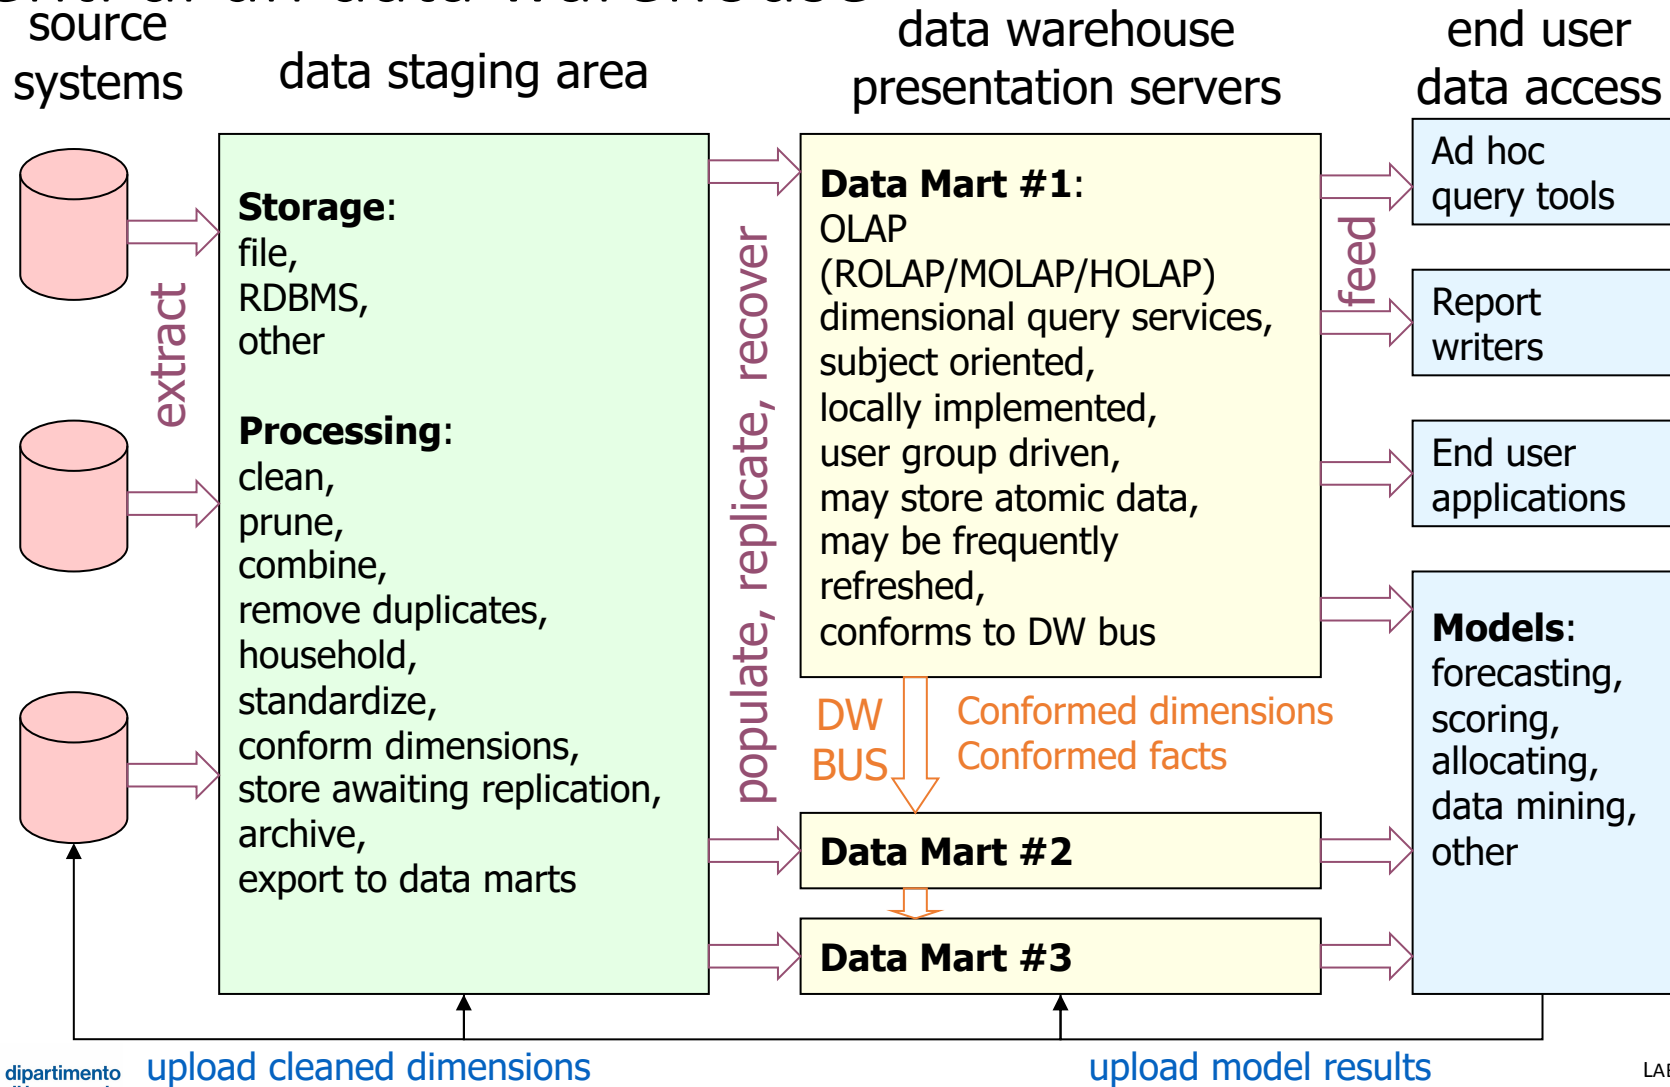 source
systems
data staging area
data warehouse
presentation servers
end user
data access
extract
Storage:
file,
RDBMS,
other
Processing:
clean,
prune,
combine,
remove duplicates,
household,
standardize,
conform dimensions,
store awaiting replication,
archive,
export to data marts
populate, replicate, recover
Data Mart #1:
OLAP
(ROLAP/MOLAP/HOLAP)
dimensional query services,
subject oriented,
locally implemented,
user group driven,
may store atomic data,
may be frequently
refreshed,
conforms to DW bus
DW
BUS
Conformed dimensions
Conformed facts
Data Mart #2
Data Mart #3
feed
Ad hoc
query tools
Report
writers
End user
applications
Models:
forecasting,
scoring,
allocating,
data mining,
other
upload cleaned dimensions
upload model results
dipartimento